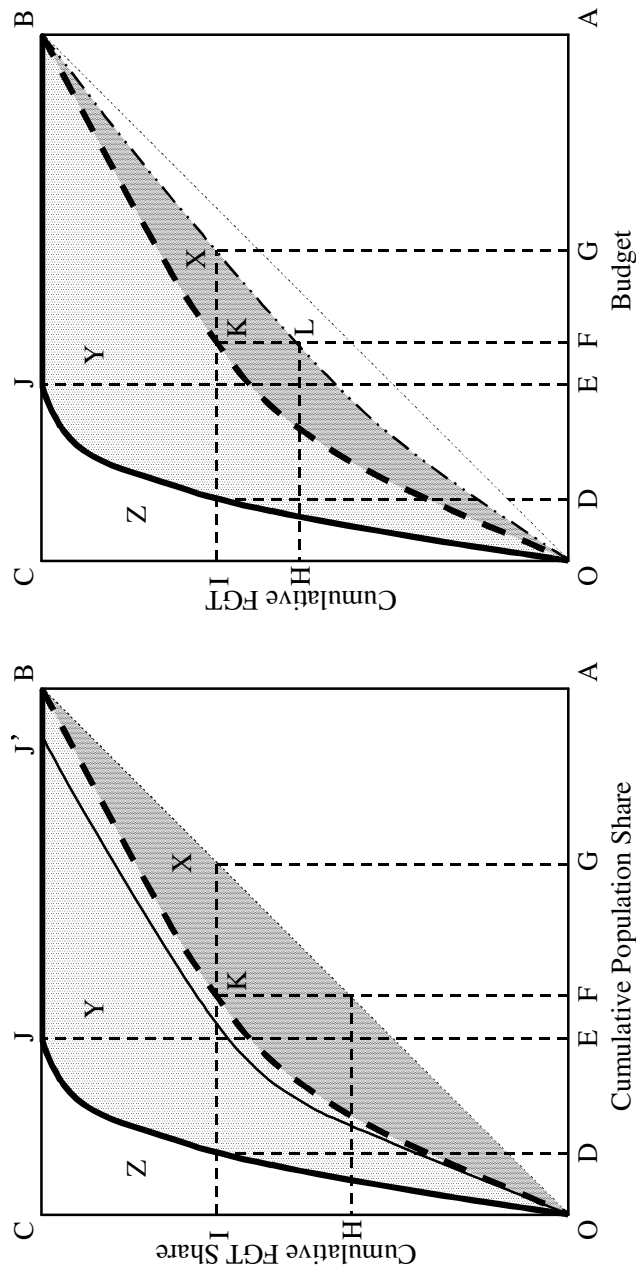 C J J' B
Z Y X
I K
H
Cumulative FGT Share
O D E F G A
Cumulative Population Share
C J B
Z Y X
I K
H L
Cumulative FGT
O D E F G A
Budget